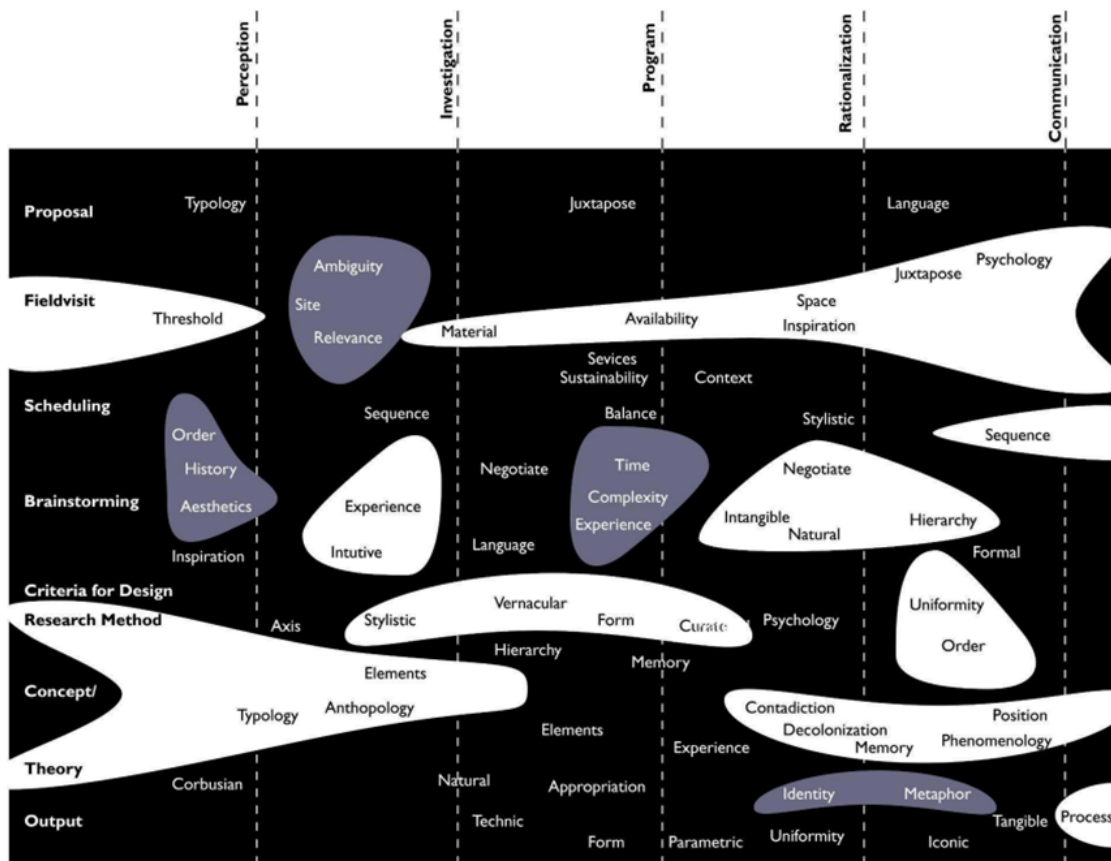 Perception
Investigation
Program
Rationalization
Communication
Proposal
Typology
Juxtapose
Language
Ambiguity
Psychology
Juxtapose
Fieldvisit
Site
Space
Threshold
Availability
Material
Inspiration
Relevance
Sevices
Sustainability
Context
Scheduling
Sequence
Balance
Stylistic
Order
Sequence
History
Negotiate
Time
Negotiate
Brainstorming
Aesthetics
Experience
Complexity
Intangible
Hierarchy
Experience
Natural
Inspiration
Intutive
Language
Formal
Criteria for Design
Vernacular
Uniformity
Research Method
Axis
Stylistic
Form
Curate
Psychology
Hierarchy
Order
Memory
Elements
Concept/
Typology
Anthopology
Contadiction
Position
Elements
Decolonization
Experience
Memory
Phenomenology
Theory
Corbusian
Natural
Appropriation
Identity
Metaphor
Output
Technic
Tangible
Process
Form
Parametric
Uniformity
Iconic